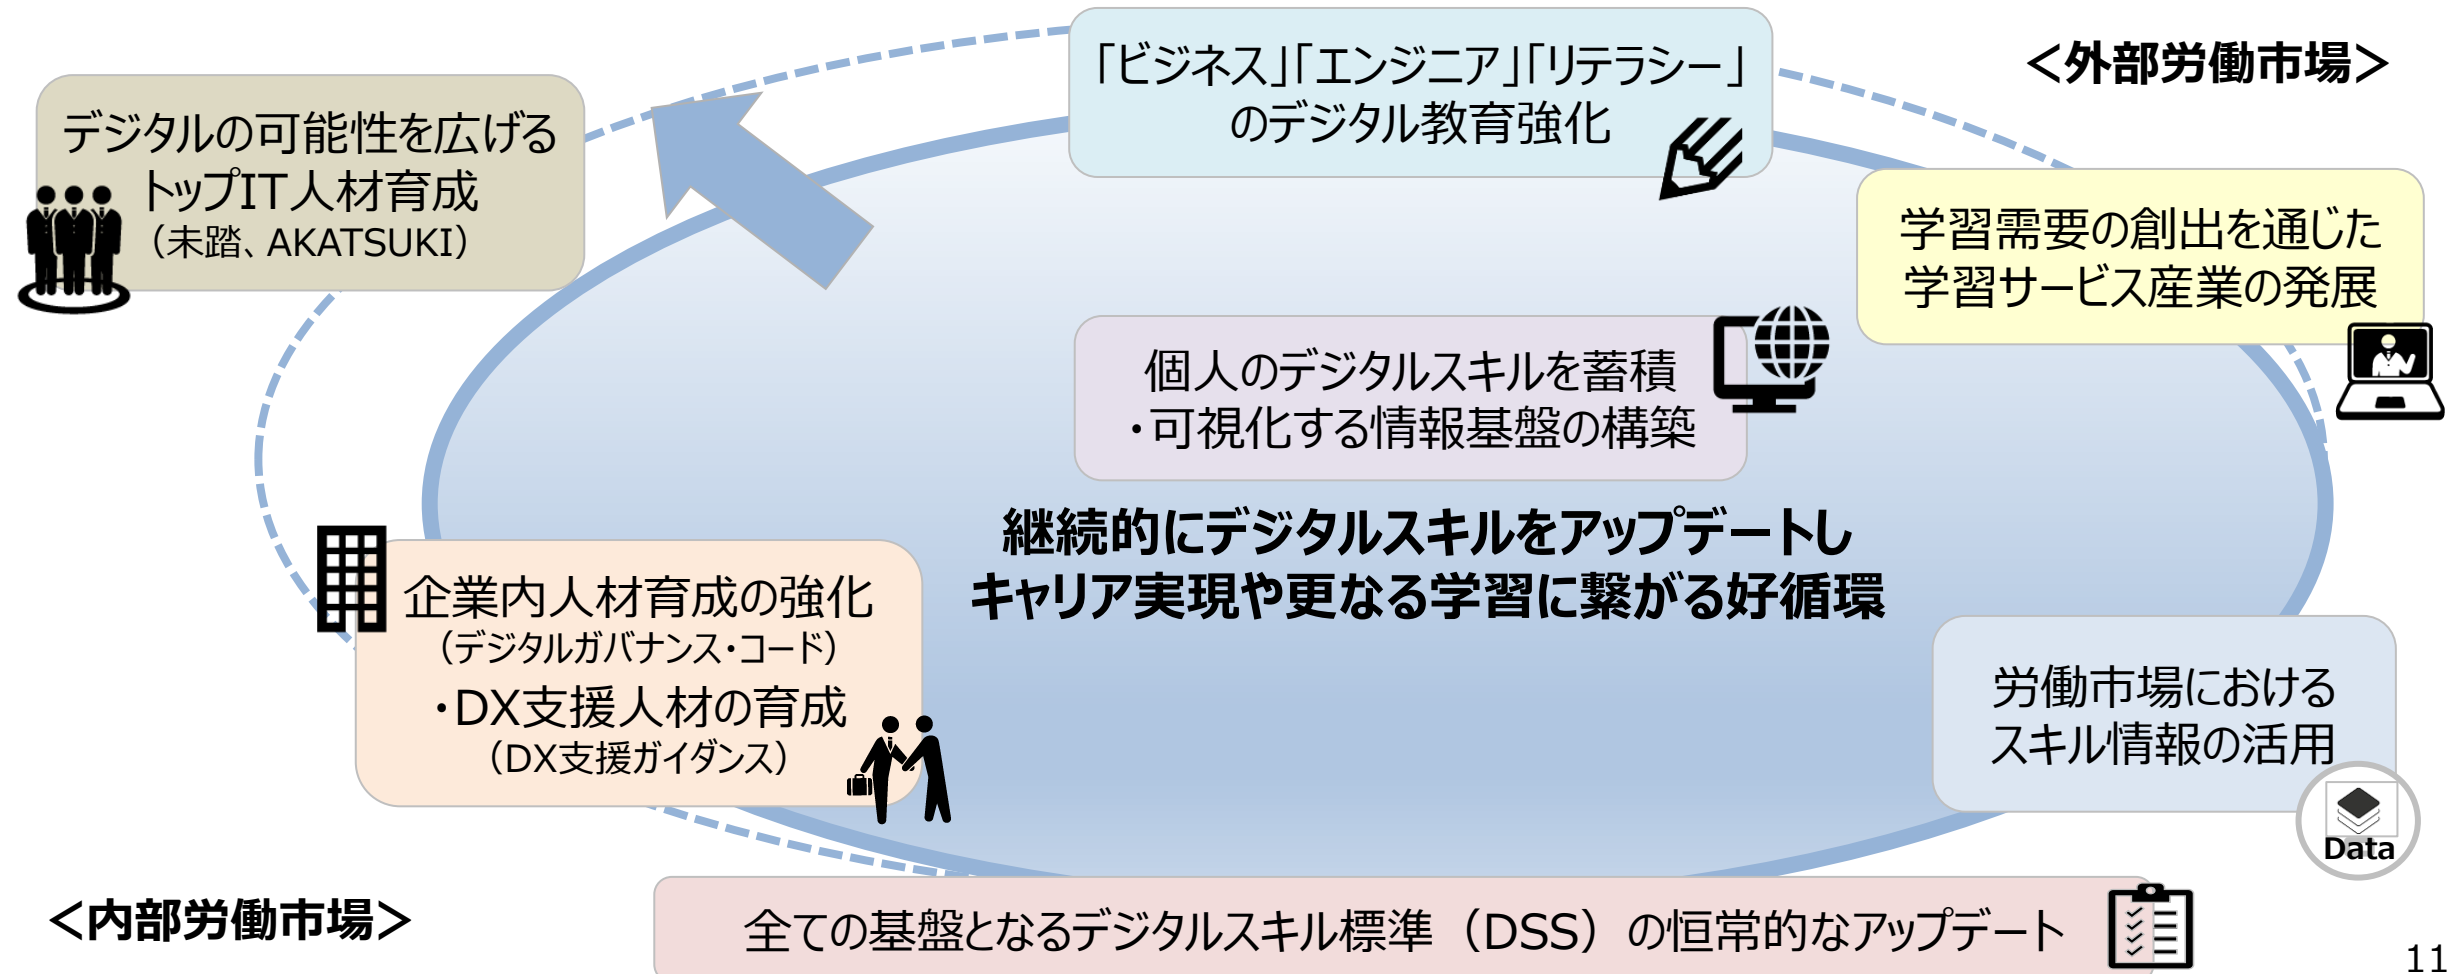 「ビジネス」「エンジニア」「リテラシー」
のデジタル教育強化
＜外部労働市場＞
デジタルの可能性を広げる
トップIT人材育成
（未踏、AKATSUKI）
学習需要の創出を通じた
学習サービス産業の発展
個人のデジタルスキルを蓄積
・可視化する情報基盤の構築
継続的にデジタルスキルをアップデートし
キャリア実現や更なる学習に繋がる好循環
企業内人材育成の強化
（デジタルガバナンス・コード）
・DX支援人材の育成
（DX支援ガイダンス）
労働市場における
スキル情報の活用
Data
＜内部労働市場＞
全ての基盤となるデジタルスキル標準（DSS）の恒常的なアップデート
11